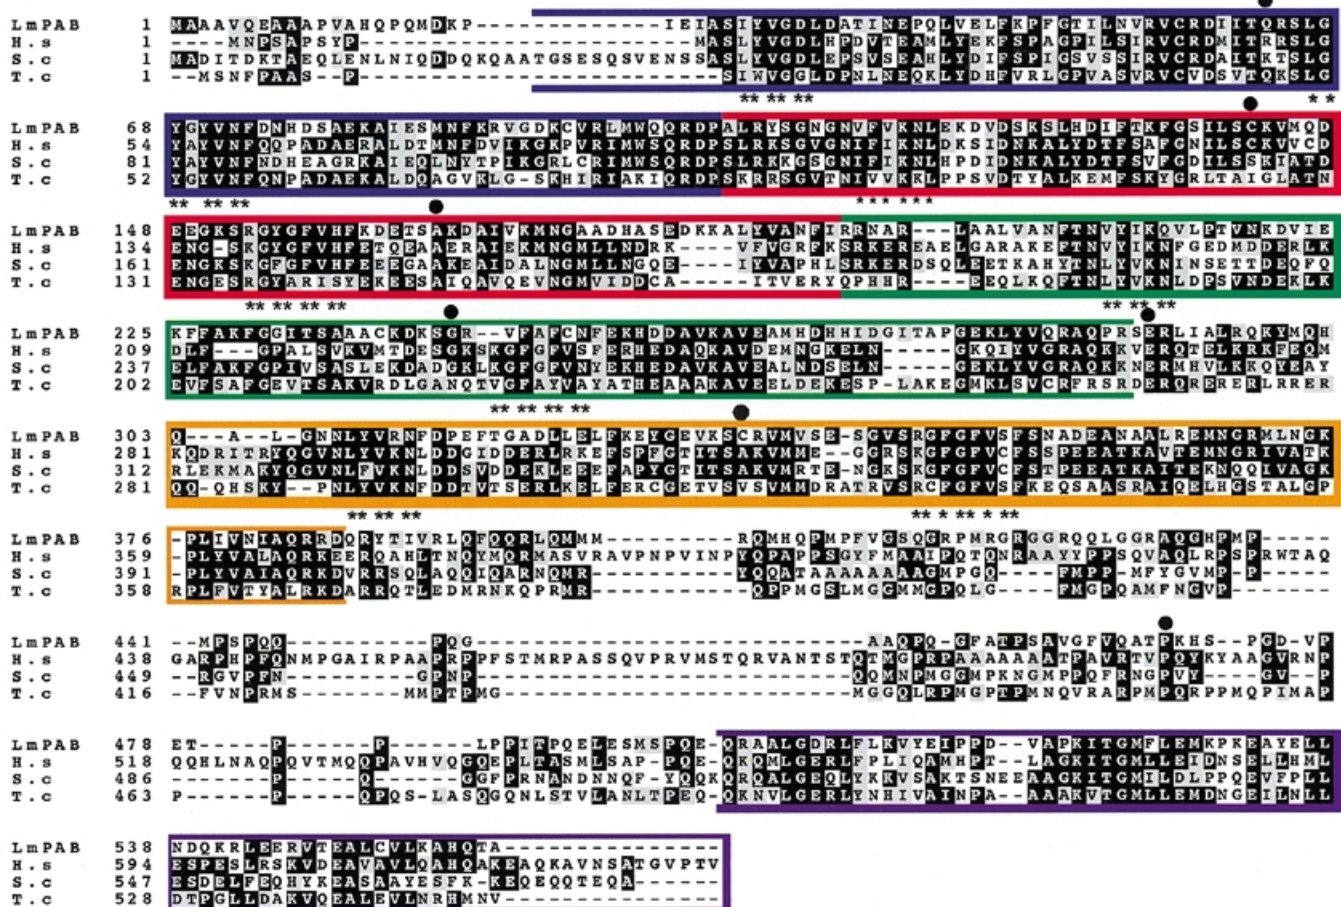 LmPAB 1 MAAAVQEAAAPVAHQPQMDKP-----------IEIASIYVGDLDATINEPQLVELFKPFGTILNVRVCRDIITQRSLG
H.s 1 ----MNPSAPSYP-------------------MASLYVGDLHPDVTEAMLYEKFSPAGPILSIRVCRDMITRRSLG
S.c 1 MADITDKTAEQLENLNIQDDQKQAATGSESQSVENSSASLYVGDLEPSVSEAHLYDIFSPIGSVSSIRVCRDAITKTSLG
T.c 1 ---MSNFPAAS--P-------------------SIWVGGLDPNLNEQKLYDHFVRLGPVASVRVCVDSVTQKSLG
** ** ** * *
LmPAB 68 YGYVNFDNHDSAEKAIESMNFKRVGDKCVRLMWQQRDPALRYSGNGNVFVKNLEKDVDSKSLHDIFTKFGSILSCKVMQD
H.s 54 YAYVNFQQPADAERALDTMNFDVIKGKPVRIMWSQRDPSLRKSGVGNIFIKNLDKSIDNKALYDTFSAFGNILSCKVVCD
S.c 81 YAYVNFNDHEAGRKAIEQLNYTPIKGRLCRIMWSQRDPSLRKKGSGNIFIKNLHPDIDNKALYDTFSVFGDILSSKIATD
T.c 52 YGYVNFQNPADAEKALDQAGVKLG-SKHIRIAKIQRDPSKRRSGVTNIVVKKLPPSVDTYALKEMFSKYGRLTAIGLATN
** ** ** * * * * * *
LmPAB 148 EEGKSRGYGFVHFKDETSAKDAIVKMNGAADHASEDKKALYVANFIRRNAR---LAALVANFTNVYIKQVLPTVNKDVIE
H.s 134 ENG-SKGYGFVHFETQEAAERAIEKMNGMLLNDRK----VFVGRFKSRKEREAELGARAKEFTNVYIKNFGEDMDDERLK
S.c 161 ENGKSKGFGFVHFEEEGAAKEAIDALNGMLLNGQE----IYVAPHLSRKERDSQLEETKAHYTNLYVKNINSETTDEQFQ
T.c 131 ENGESRGYARISYEKEESAIQAVQEVNGMVIDDCA----ITVERYQPHHR----EEQLKQFTNLYVKNLDPSVNDEKLK
** ** ** ** ** ** **
LmPAB 225 KFFAKFGGITSAAACKDKSGR--VFAFCNFEKHDDAVKAVEAMHDHHIDGITAPGEKLYVQRAQPRSERLIALRQKYMQH
H.s 209 DLF---GPALSVKVMTDESGKSKGFGFVSFERHEDAQKAVDEMNGKELN-----GKQIYVGRAQKKVERQTELKRKFEQM
S.c 237 ELFAKFGPIVSASLEKDADGKLKGFGFVNYEKHEDAVKAVEALNDSELN-----GEKLYVGRAQKKNERMHVLKKQYEAY
T.c 202 EVFSAFGEVTSAKVRDLGANQTVGFAYVAYATHEAAAKAVEELDEKESP-LAKEGMKLSVCRFRSRDERQRERERLRRER
** ** ** **
LmPAB 303 Q---A--L-GNNLYVRNFDPEFTGADLLELFKEYGEVKSCRVMVSE-SGVSRGFGFVSFSNADEANAALREMNGRMLNGK
H.s 281 KQDRITRYQGVNLYVKNLDDGIDDERLRKEFSPFGTITSAKVMME--GGRSKGFGFVCFSSPEEATKAVTEMNGRIVATK
S.c 312 RLEKMAKYQGVNLFVKNLDDSVDDEKLEEEFAPYGTITSAKVMRTE-NGKSKGFGFVCFSTPEEATKAITEKNQQIVAGK
T.c 281 QQ-QHSKY--PNLYVKNFDDTVTSERLKELFERCGETVSVSVMMDRATRVSRCFGFVSFKEQSAASRAIQELHGSTALGP
** ** ** ** * ** * **
LmPAB 376 -PLIVNIAQRRDQRYTIVRLQFQQRLQMMM---------RQMHQPMPFVGSQGRPMRGRGGRQQLGGRAQGHPMP-----
H.s 359 -PLYVALAQRKEERQAHLTNQYMQRMASVRAVPNPVINPYQPAPPSGYFMAAIPQTQNRAAYYPPSQVAQLRPSPRWTAQ
S.c 391 -PLYVAIAQRKDVRRSQLAQQIQARNQMR----------YQQATAAAAAAAAGMPGQ----FMPP-MFYGVMP-P-----
T.c 358 RPLFVTYALRKDARRQTLEDMRNKQPRMR-----------QPPMGSLMGGMMGPQLG----FMGPQAMFNGVP-------
LmPAB 441 --MPSPQQ----------PQG---------------------------AAQPQ-GFATPSAVGFVQATPKHS--PGD-VP
H.s 438 GARPHPFQNMPGAIRPAAPRPPFSTMRPASSQVPRVMSTQRVANTSTQTMGPRPAAAAAAATPAVRTVPQYKYAAGVRNP
S.c 449 --RGVPFN---------GPNP--------------------------QQMNPMGGMPKNGMPPQFRNGPVY---GV--P
T.c 416 --FVNPRMS-------MMPTPMG------------------------MGGQLRPMGPTPMNQVRARPMPQRPPMQPIMAP
LmPAB 478 ET-----P------P------LPPITPQELESMSPQE-QRAALGDRLFLKVYEIPPD--VAPKITGMFLEMKPKEAYELL
H.s 518 QQHLNAQPQVTMQQPAVHVQGQEPLTASMLSAP-PQE-QKQMLGERLFPLIQAMHPT--LAGKITGMLLEIDNSELLHML
S.c 486 -------P-----Q------GGFPRNANDNNQF-YQQKQRQALGEQLYKKVSAKTSNEEAAGKITGMILDLPPQEVFPLL
T.c 463 P------P-----QPQS-LASQGQNLSTVLANLTPEQ-QKNVLGERLYNHIVAINPA--AAAKVTGMLLEMDNGEILNLL
LmPAB 538 NDQKRLEERVTEALCVLKAHQTA---------------
H.s 594 ESPESLRSKVDEAVAVLQAHQAKEAQKAVNSATGVPTV
S.c 547 ESDELFEQHYKEASAAYESFK-KEQEQQTEQA------
T.c 528 DTPGLLDAKVQEALEVLNRHMNV---------------